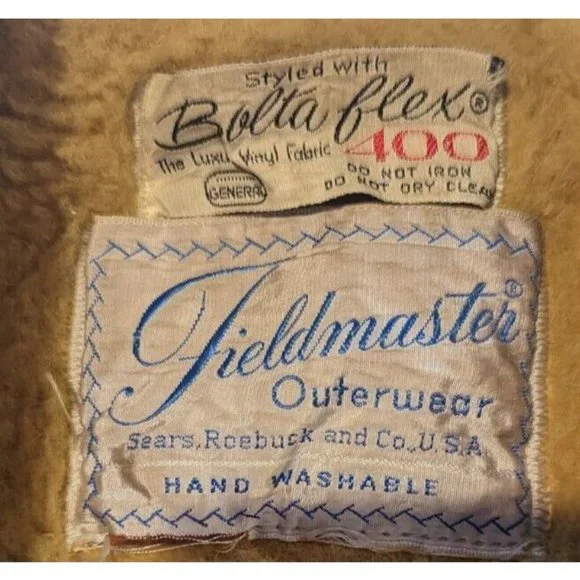 Styled with
Bolta flex®
The Luxu Vinyl Fabric 400
GENERAL
DO NOT IRON
DO NOT DRY CLEAN
Fieldmaster®
Outerwear
Sears, Roebuck and Co., U.S.A.
HAND WASHABLE